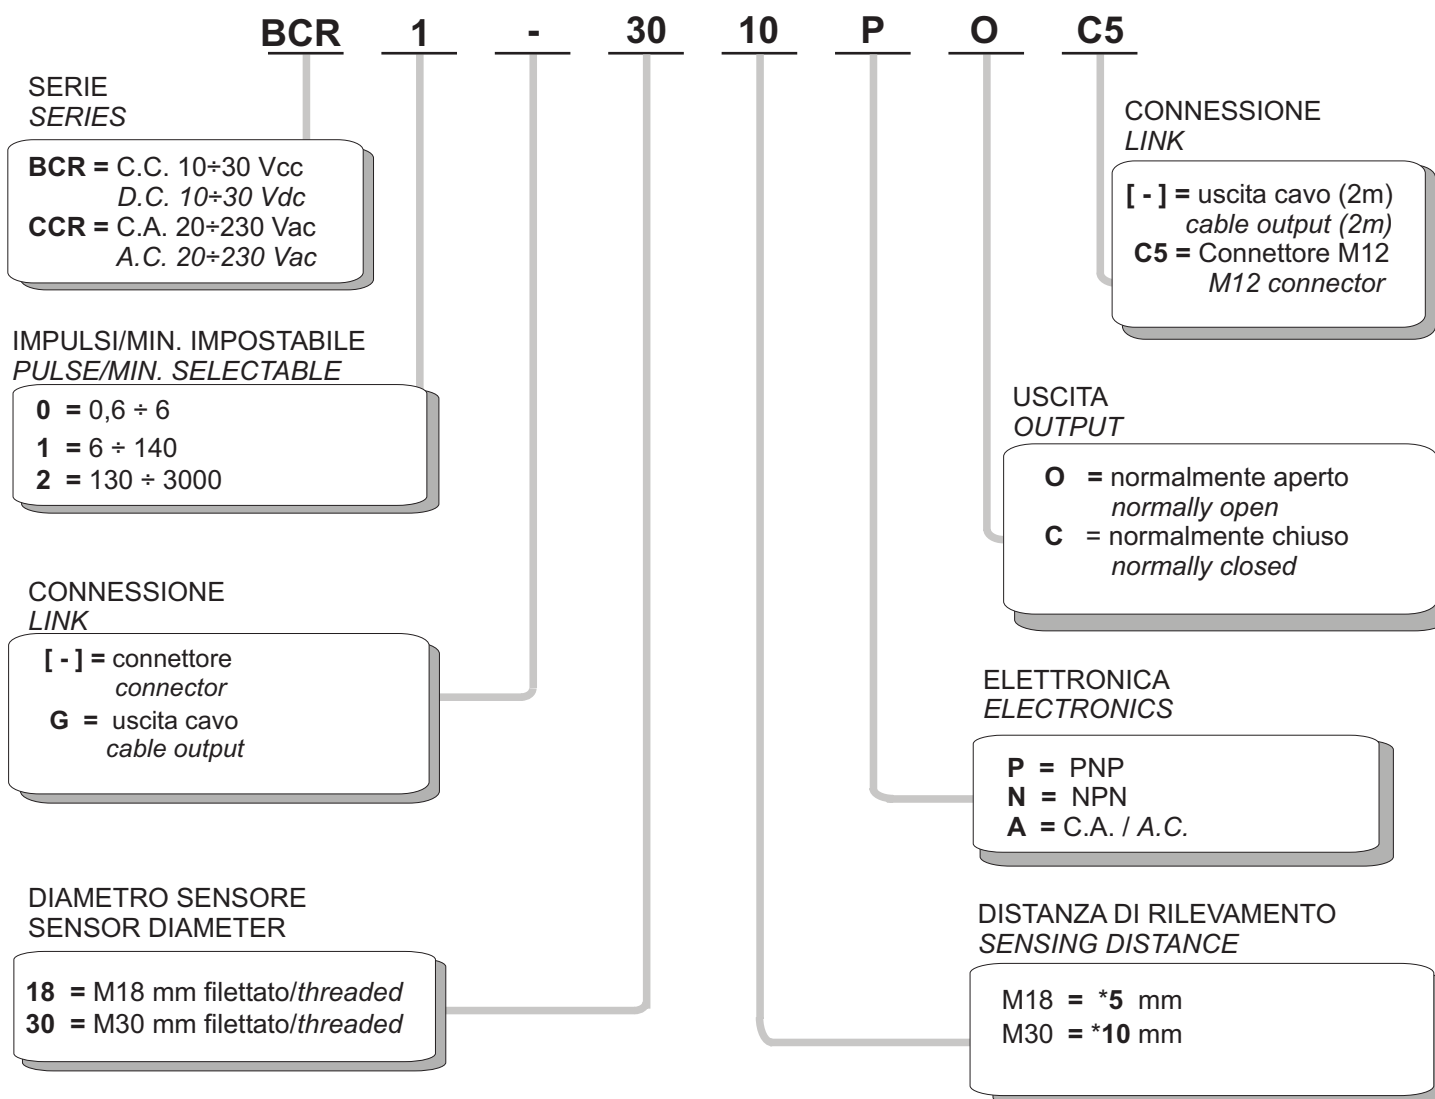 BCR 1 - 30 10 P O C5
SERIE
SERIES
BCR = C.C. 10÷30 Vcc
D.C. 10÷30 Vdc
CCR = C.A. 20÷230 Vac
A.C. 20÷230 Vac
IMPULSI/MIN. IMPOSTABILE
PULSE/MIN. SELECTABLE
0 = 0,6 ÷ 6
1 = 6 ÷ 140
2 = 130 ÷ 3000
CONNESSIONE
LINK
[ - ] = connettore
connector
G = uscita cavo
cable output
DIAMETRO SENSORE
SENSOR DIAMETER
18 = M18 mm filettato/threaded
30 = M30 mm filettato/threaded
CONNESSIONE
LINK
[ - ] = uscita cavo (2m)
cable output (2m)
C5 = Connettore M12
M12 connector
USCITA
OUTPUT
O = normalmente aperto
normally open
C = normalmente chiuso
normally closed
ELETTRONICA
ELECTRONICS
P = PNP
N = NPN
A = C.A. / A.C.
DISTANZA DI RILEVAMENTO
SENSING DISTANCE
M18 = *5 mm
M30 = *10 mm